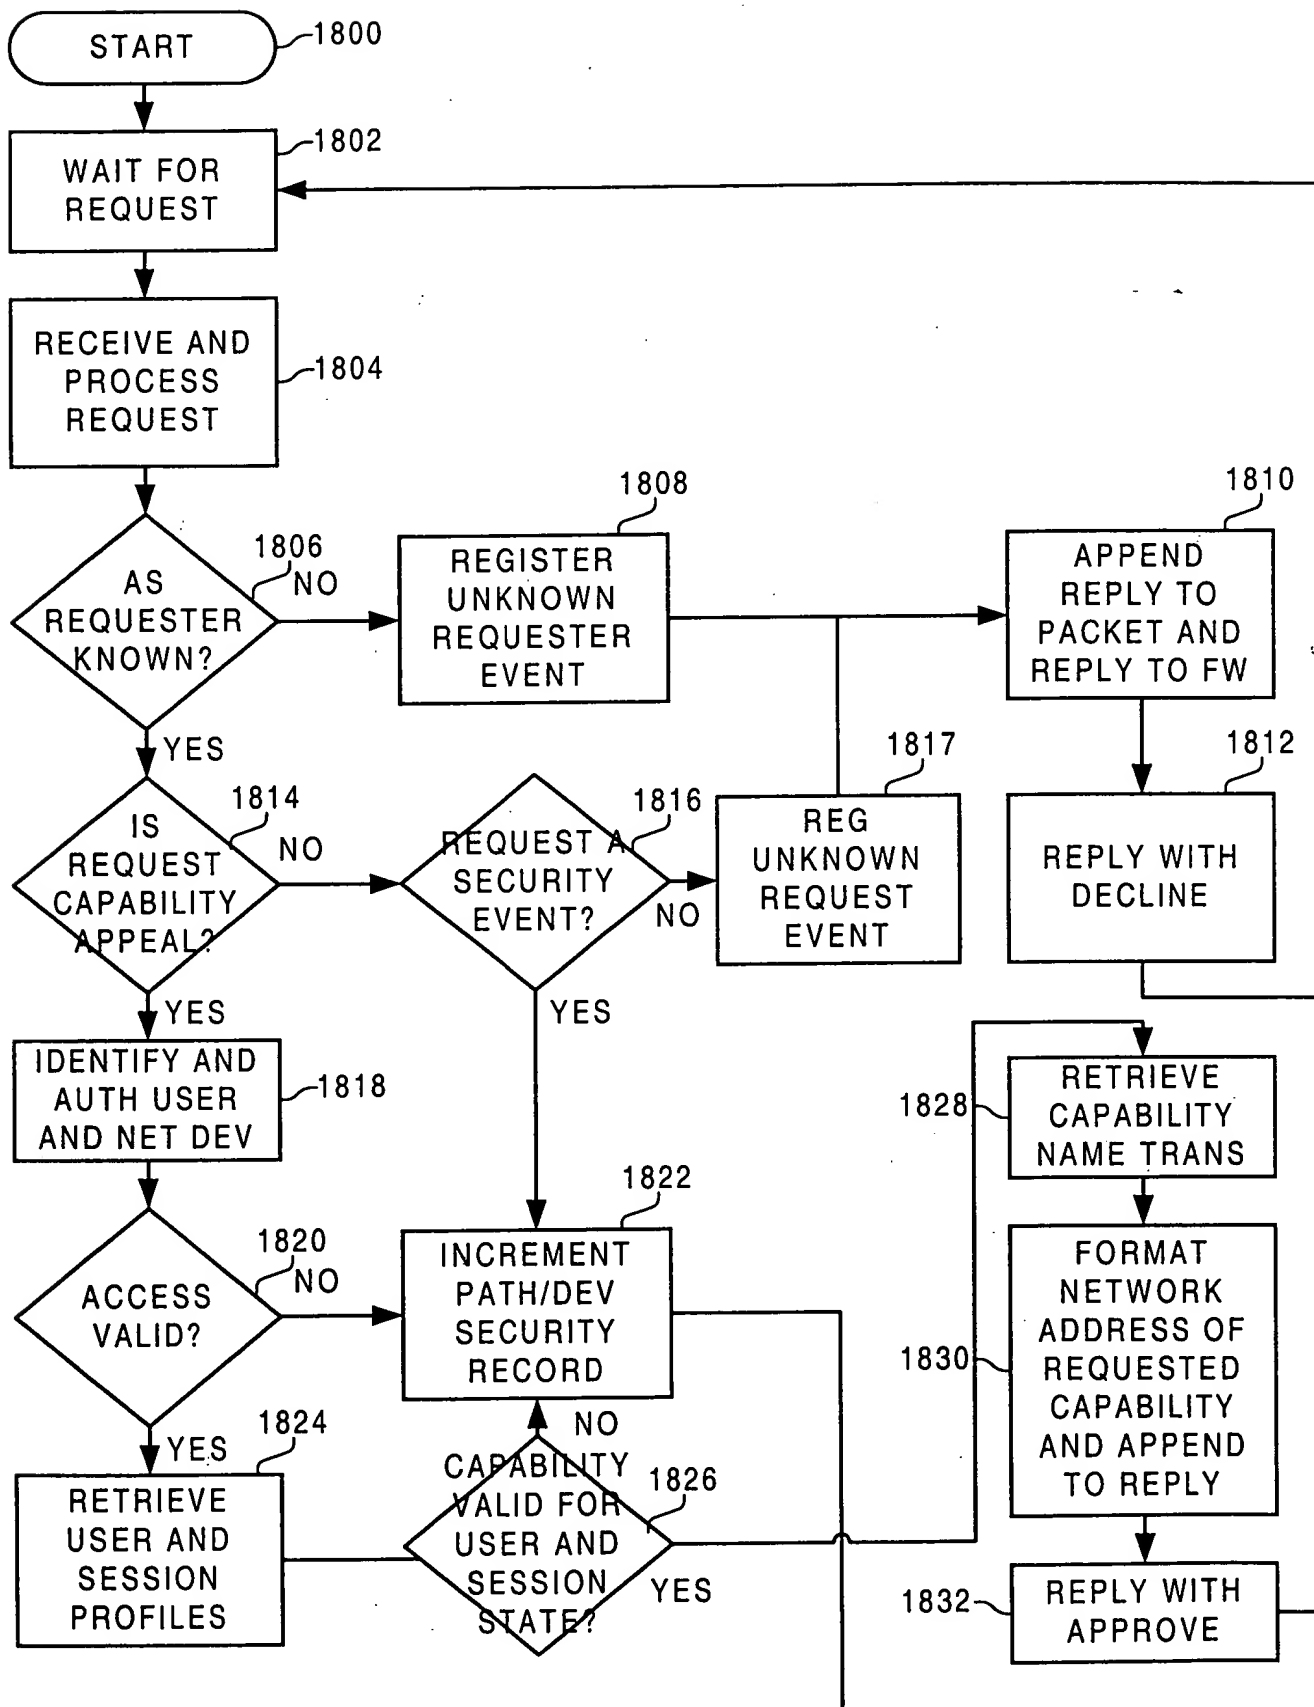 START
1800
WAIT FOR
REQUEST
1802
RECEIVE AND
PROCESS
REQUEST
1804
AS
REQUESTER
KNOWN?
1806
NO
YES
REGISTER
UNKNOWN
REQUESTER
EVENT
1808
APPEND
REPLY TO
PACKET AND
REPLY TO FW
1810
REPLY WITH
DECLINE
1812
IS
REQUEST
CAPABILITY
APPEAL?
1814
NO
YES
REQUEST A
SECURITY
EVENT?
1816
NO
YES
REG
UNKNOWN
REQUEST
EVENT
1817
IDENTIFY AND
AUTH USER
AND NET DEV
1818
ACCESS
VALID?
1820
NO
YES
INCREMENT
PATH/DEV
SECURITY
RECORD
1822
RETRIEVE
USER AND
SESSION
PROFILES
1824
NO
CAPABILITY
VALID FOR
USER AND
SESSION
STATE?
1826
YES
RETRIEVE
CAPABILITY
NAME TRANS
1828
FORMAT
NETWORK
ADDRESS OF
REQUESTED
CAPABILITY
AND APPEND
TO REPLY
1830
REPLY WITH
APPROVE
1832